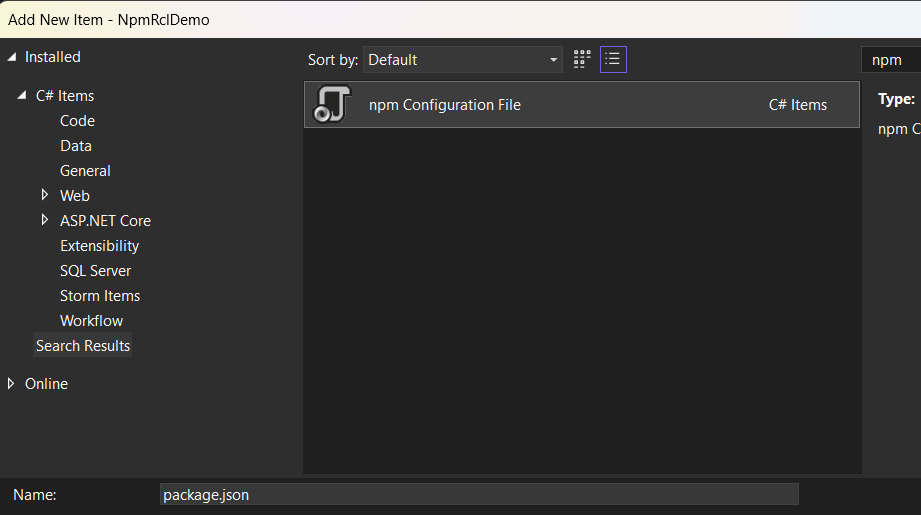 Add New Item - NpmRclDemo
Installed
C# Items
Code
Data
General
Web
ASP.NET Core
Extensibility
SQL Server
Storm Items
Workflow
Search Results
Online
Sort by: Default
npm
npm Configuration File C# Items
Type:
npm C
Name: package.json